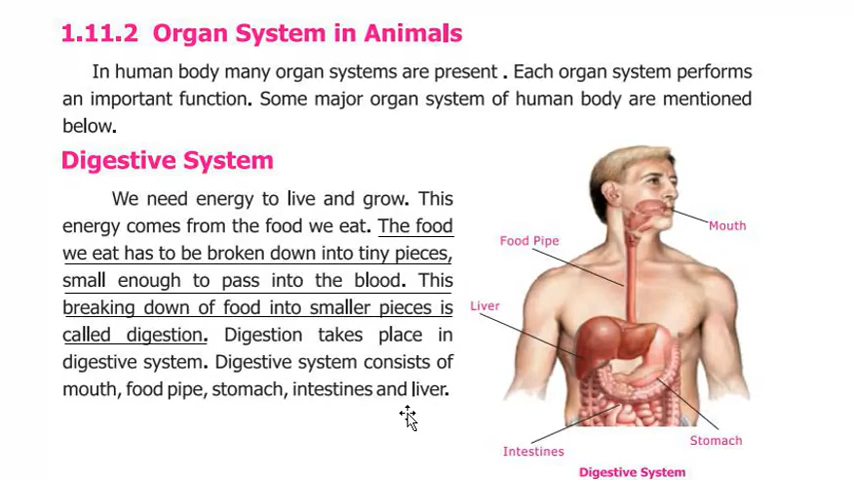 1.11.2 Organ System in Animals
In human body many organ systems are present . Each organ system performs
an important function. Some major organ system of human body are mentioned
below.
Digestive System
We need energy to live and grow. This
energy comes from the food we eat. The food
we eat has to be broken down into tiny pieces,
small enough to pass into the blood. This
breaking down of food into smaller pieces is
called digestion. Digestion takes place in
digestive system. Digestive system consists of
mouth, food pipe, stomach, intestines and liver.
Mouth
Food Pipe
Liver
Stomach
Intestines
Digestive System